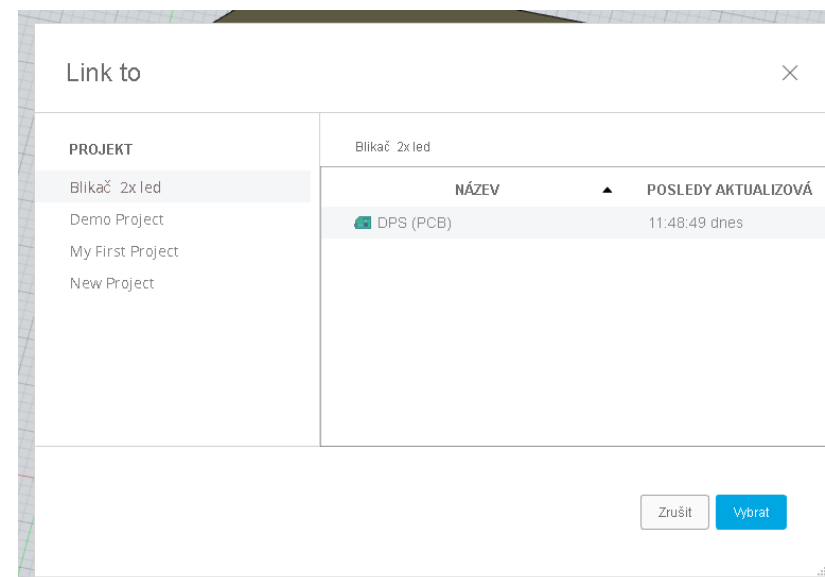 Link to
PROJEKT
Blikač 2x led
Demo Project
My First Project
New Project
Blikač 2x led
NÁZEV POSLEDY AKTUALIZOVÁ
DPS (PCB) 11:48:49 dnes
Zrušit Vybrat